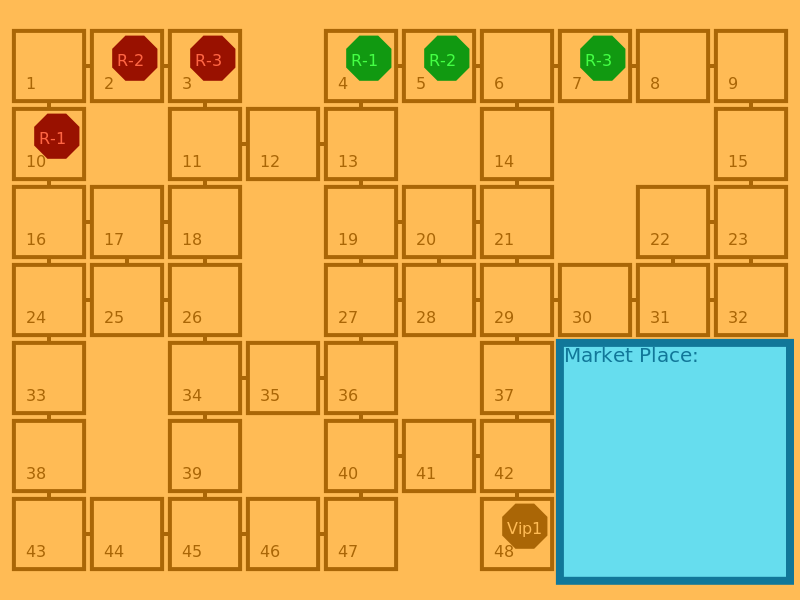 R-2 R-3 R-1 R-2 R-3
1 2 3 4 5 6 7 8 9
R-1
10 11 12 13 14 15
16 17 18 19 20 21 22 23
24 25 26 27 28 29 30 31 32
Market Place:
33 34 35 36 37
38 39 40 41 42
Vip1
43 44 45 46 47 48